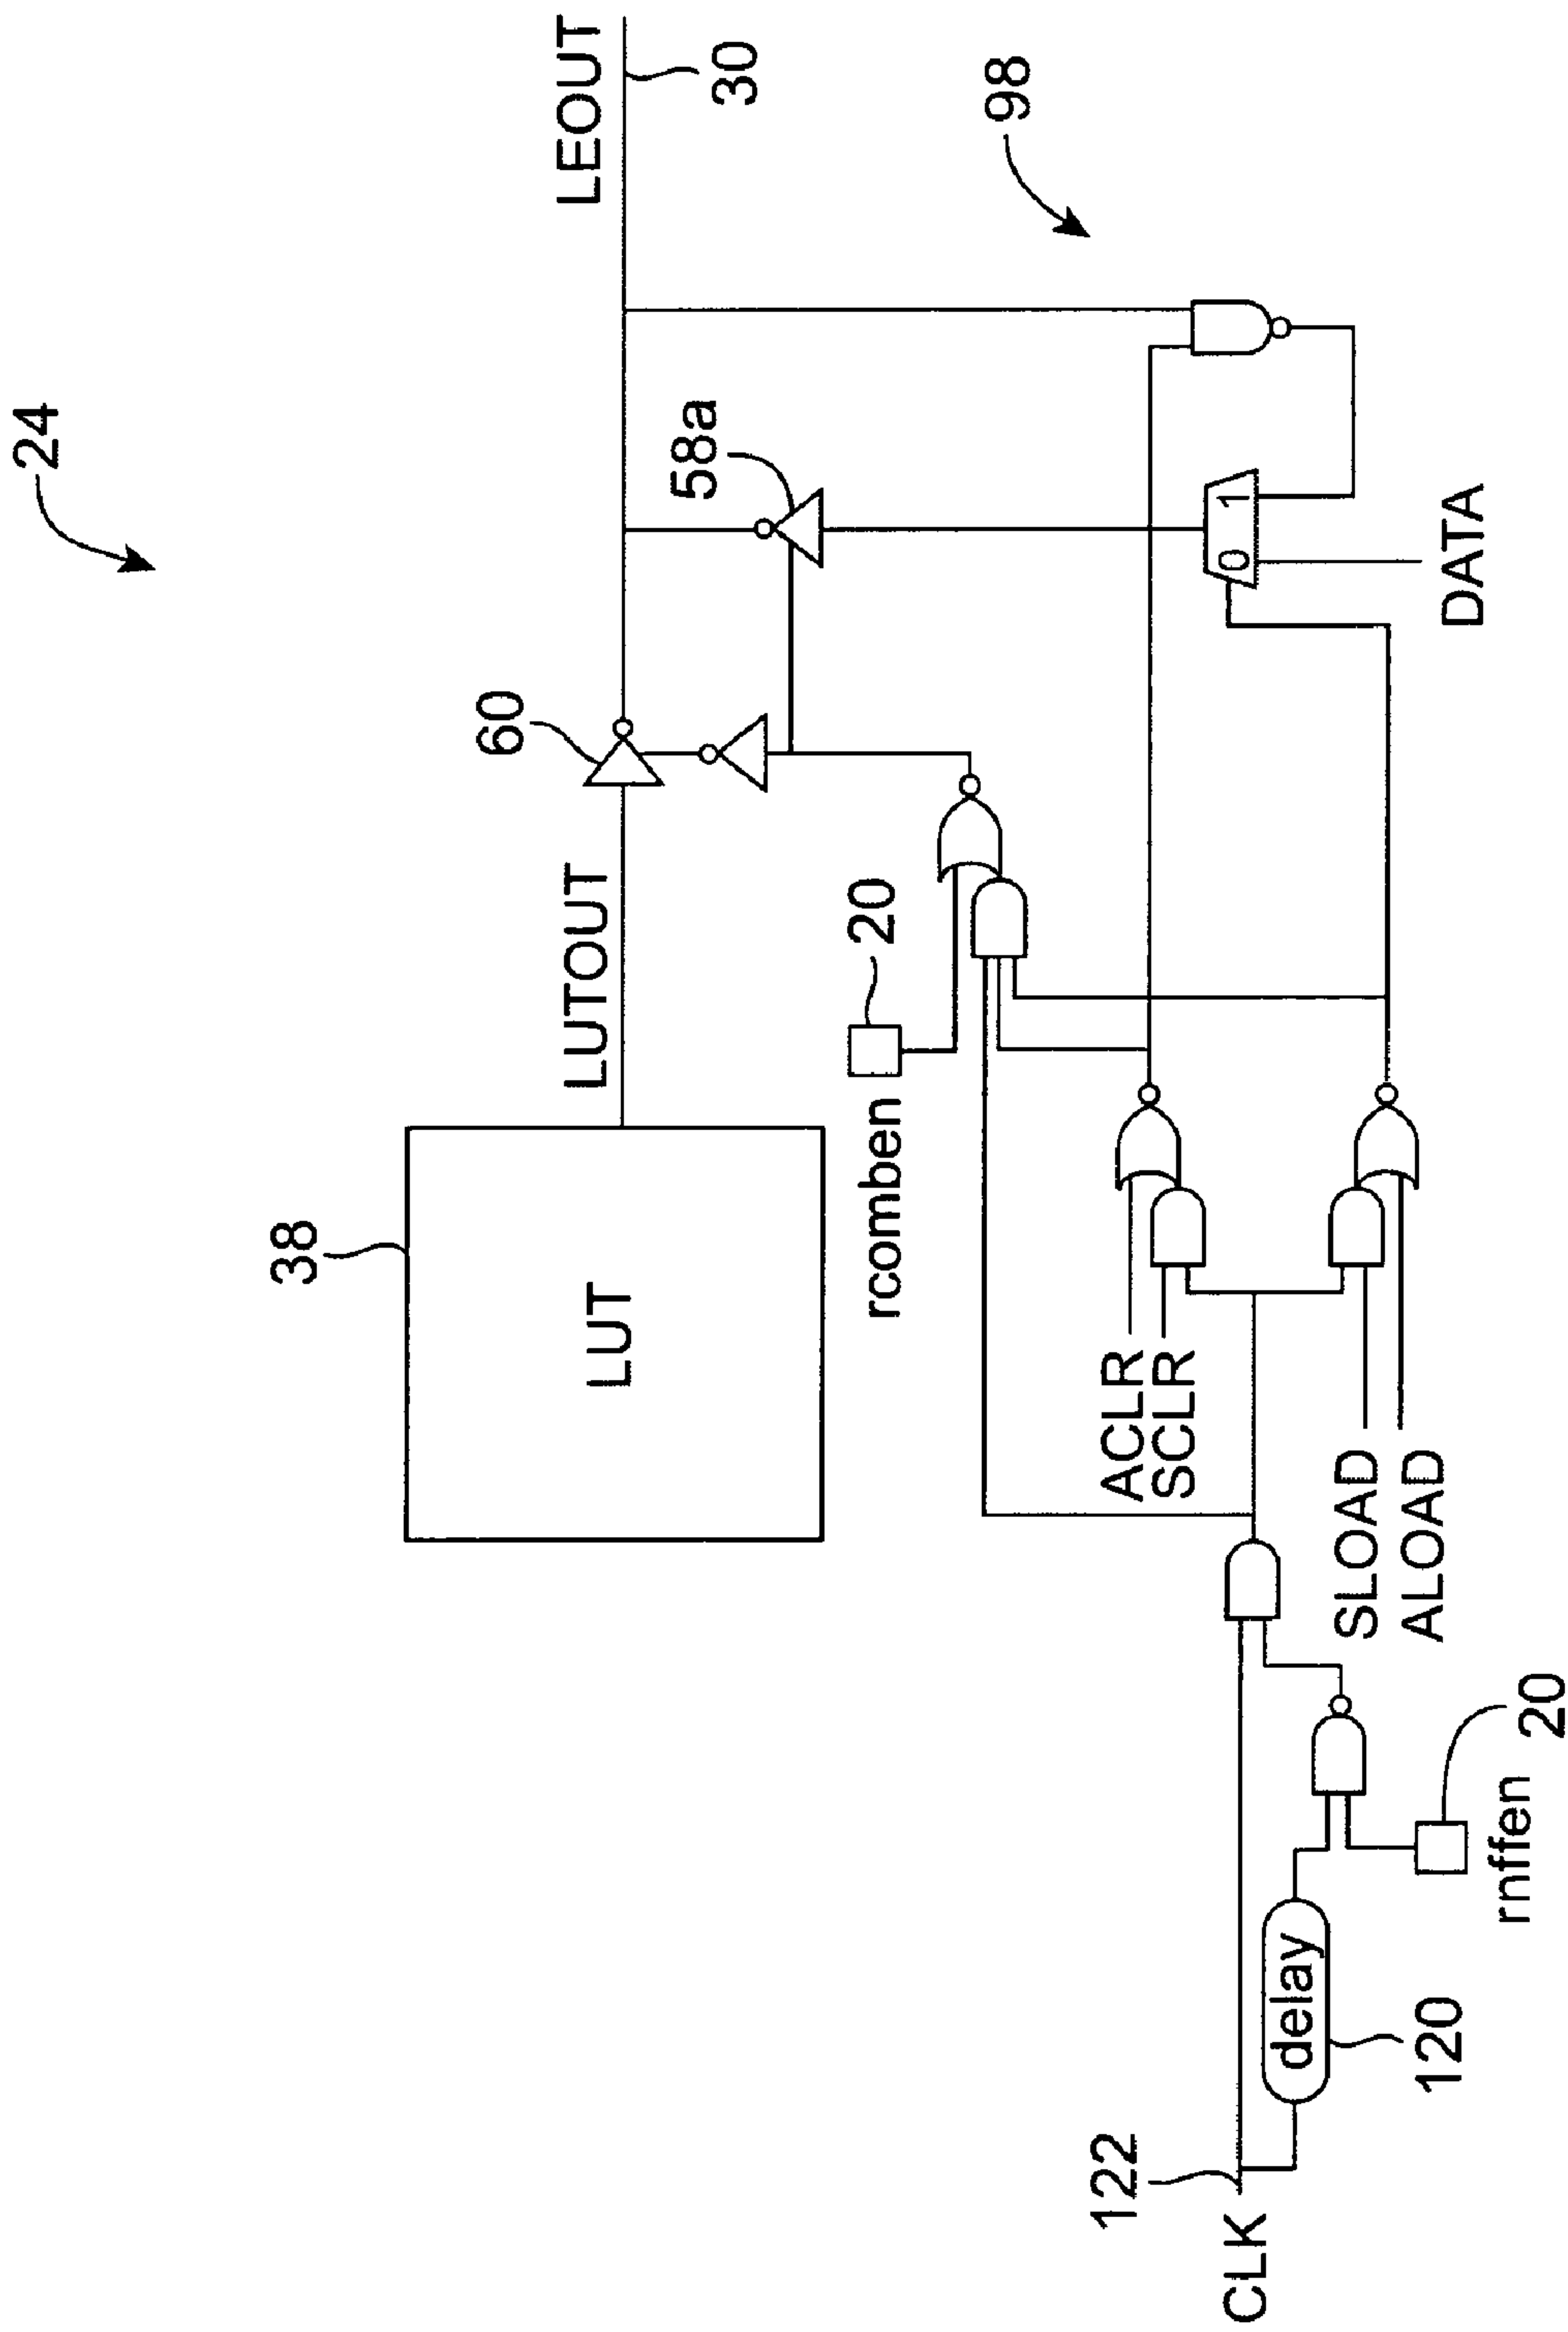 24
LEOUT
30
98
58a
60
LUTOUT
20
rcomben
38
LUT
ACLR
SCLR
SLOAD
ALOAD
0
1
DATA
20
rnffen
delay
120
122
CLK